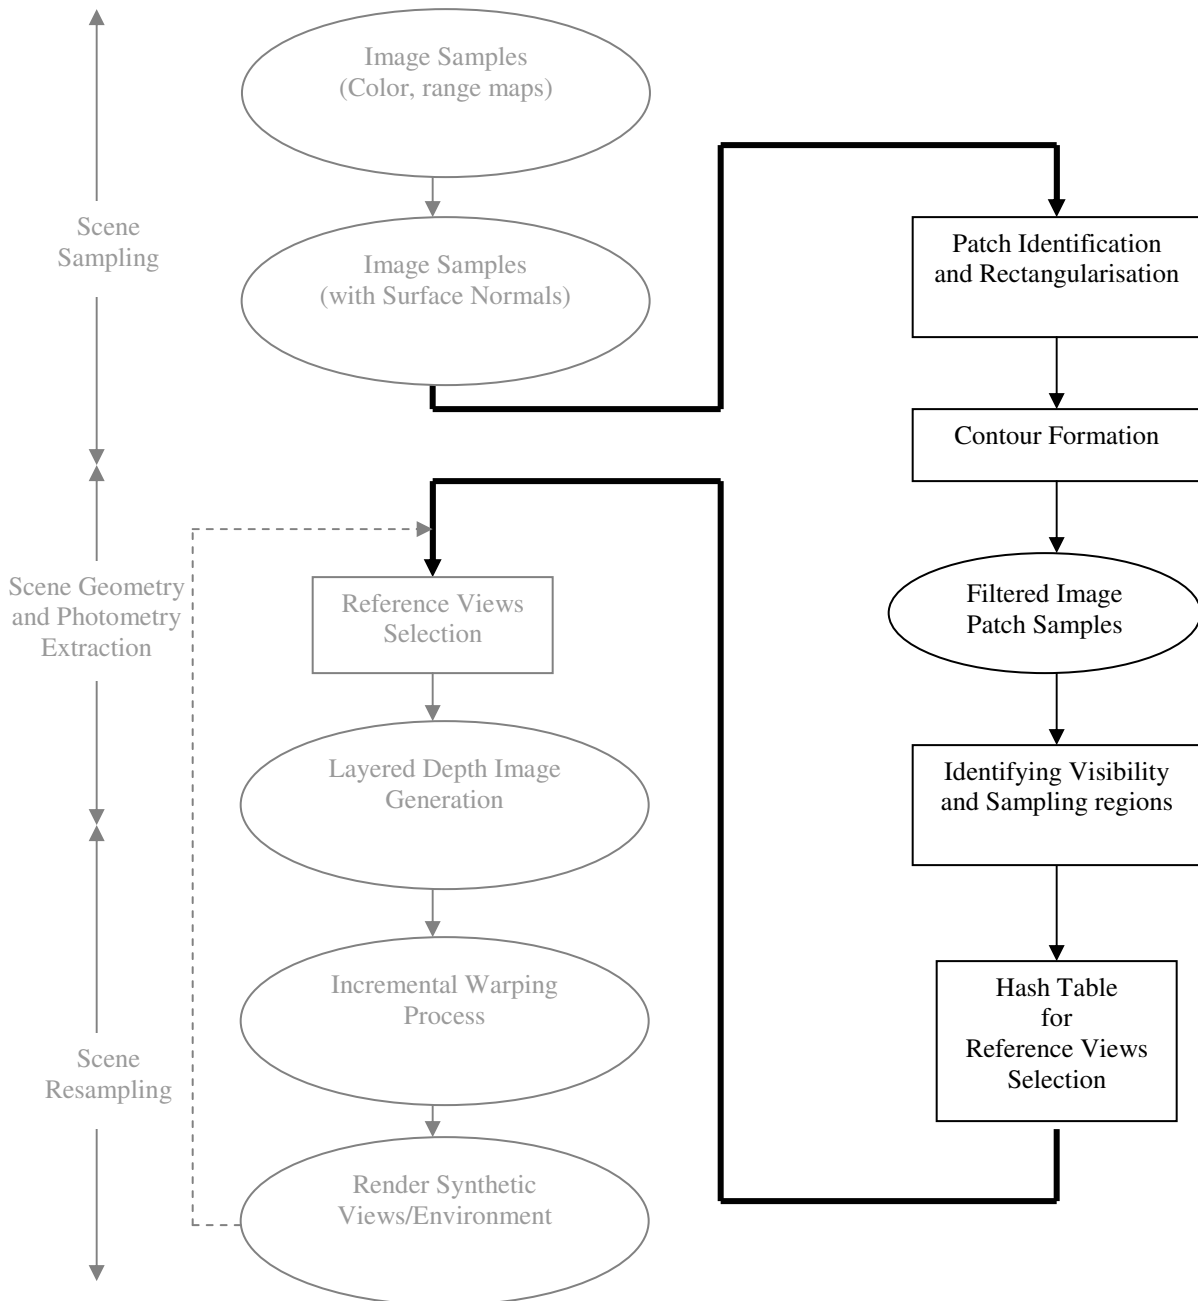 Image Samples
(Color, range maps)
Scene
Sampling
Image Samples
(with Surface Normals)
Patch Identification
and Rectangularisation
Contour Formation
Filtered Image
Patch Samples
Identifying Visibility
and Sampling regions
Hash Table
for
Reference Views
Selection
Scene Geometry
and Photometry
Extraction
Reference Views
Selection
Layered Depth Image
Generation
Incremental Warping
Process
Scene
Resampling
Render Synthetic
Views/Environment